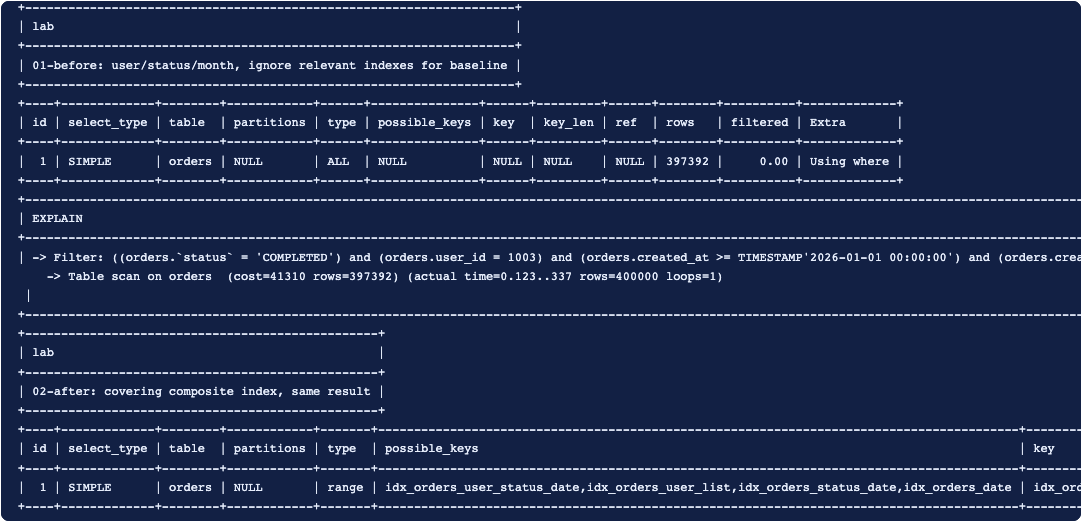 +--------------------------------------------------------------------+
| lab                                                                |
+--------------------------------------------------------------------+
| 01-before: user/status/month, ignore relevant indexes for baseline |
+--------------------------------------------------------------------+
+----+-------------+--------+------------+------+---------------+------+---------+------+--------+----------+-------------+
| id | select_type | table  | partitions | type | possible_keys | key  | key_len | ref  | rows   | filtered | Extra       |
+----+-------------+--------+------------+------+---------------+------+---------+------+--------+----------+-------------+
|  1 | SIMPLE      | orders | NULL       | ALL  | NULL          | NULL | NULL    | NULL | 397392 |     0.00 | Using where |
+----+-------------+--------+------------+------+---------------+------+---------+------+--------+----------+-------------+
+--------------------------------------------------------------------------------------------------------------------------------------------------
| EXPLAIN
+--------------------------------------------------------------------------------------------------------------------------------------------------
| -> Filter: ((orders.`status` = 'COMPLETED') and (orders.user_id = 1003) and (orders.created_at >= TIMESTAMP'2026-01-01 00:00:00') and (orders.crea
    -> Table scan on orders  (cost=41310 rows=397392) (actual time=0.123..337 rows=400000 loops=1)
 |
+--------------------------------------------------------------------------------------------------------------------------------------------------
+-------------------------------------------------+
| lab                                             |
+-------------------------------------------------+
| 02-after: covering composite index, same result |
+-------------------------------------------------+
+----+-------------+--------+------------+-------+----------------------------------------------------------------------------------------+--------
| id | select_type | table  | partitions | type  | possible_keys                                                                          | key
+----+-------------+--------+------------+-------+----------------------------------------------------------------------------------------+--------
|  1 | SIMPLE      | orders | NULL       | range | idx_orders_user_status_date,idx_orders_user_list,idx_orders_status_date,idx_orders_date | idx_ord
+----+-------------+--------+------------+-------+----------------------------------------------------------------------------------------+--------